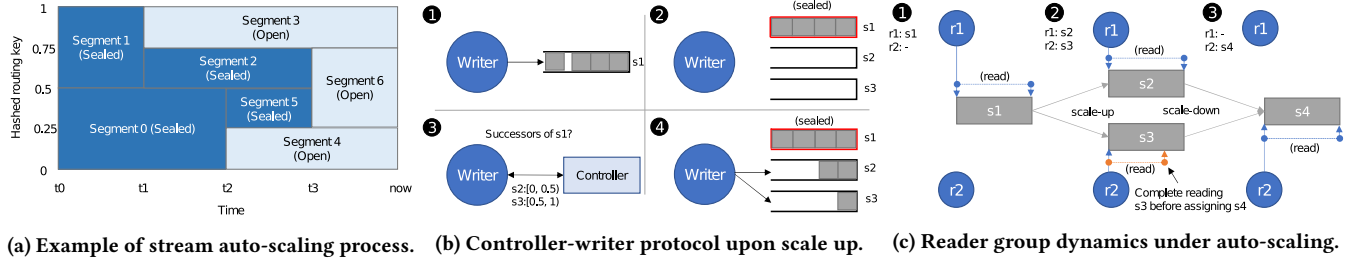 Hashed routing key
1
0.75
0.5
0.25
0
Segment 1
(Sealed)
Segment 3
(Open)
Segment 2
(Sealed)
Segment 6
(Open)
Segment 5
(Sealed)
Segment 0 (Sealed)
Segment 4
(Open)
t0
t1
t2
t3
now
Time
(a) Example of stream auto-scaling process.
1
Writer
s1
2
Writer
(sealed)
s1
s2
s3
3
Successors of s1?
Writer
Controller
s2:[0, 0.5)
s3:[0.5, 1)
4
Writer
(sealed)
s1
s2
s3
(b) Controller-writer protocol upon scale up.
1
r1: s1
r2: -
r1
(read)
s1
r2
2
r1: s2
r2: s3
r1
(read)
s2
scale-up
scale-down
s3
(read)
r2
Complete reading
s3 before assigning s4
3
r1: -
r2: s4
r1
s4
(read)
r2
(c) Reader group dynamics under auto-scaling.